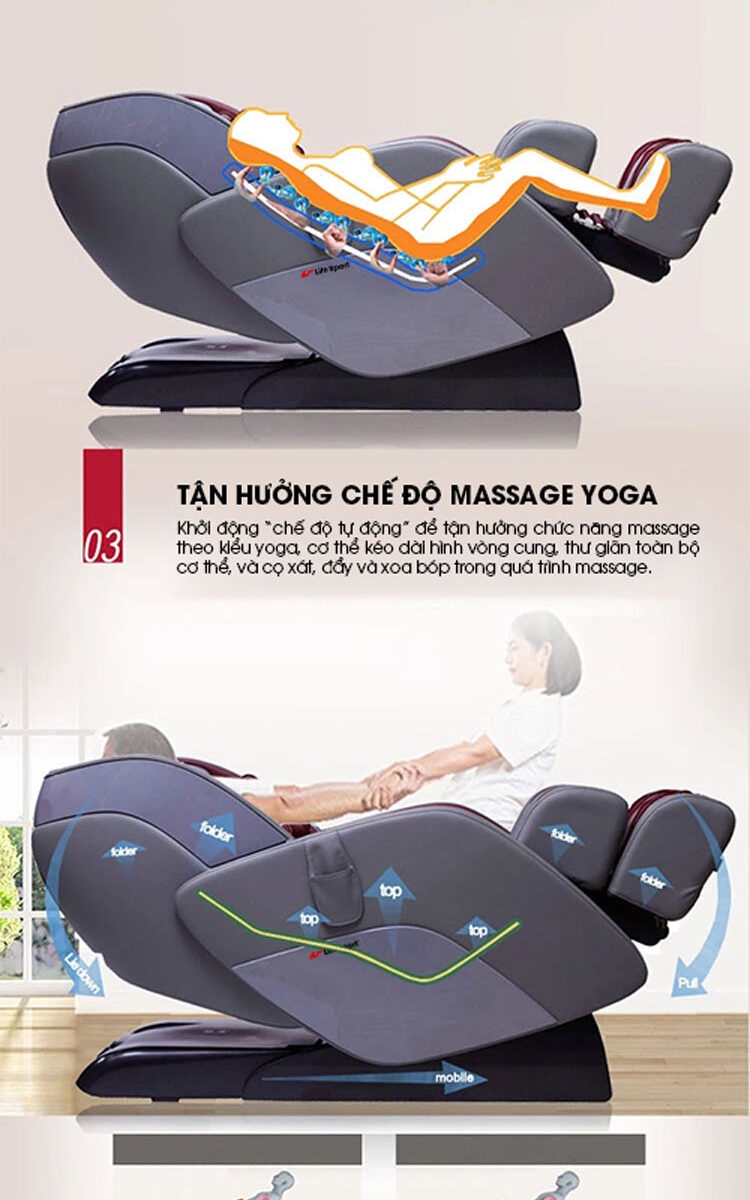 Life Sport
03
TẬN HƯỞNG CHẾ ĐỘ MASSAGE YOGA
Khởi động "chế độ tự động" để tận hưởng chức năng massage
theo kiểu yoga, cơ thể kéo dài hình vòng cung, thư giãn toàn bộ
cơ thể, và cọ xát, đẩy và xoa bóp trong quá trình massage.
folder
folder
folder
folder
top
top
top
Life Sport
Lie down
Pull
mobile